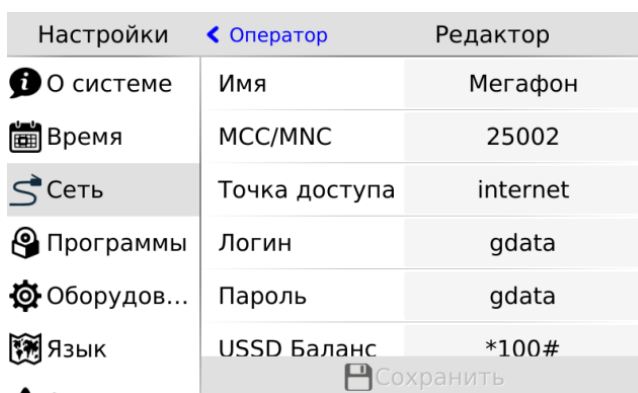 Настройки
Оператор
Редактор
О системе
Время
Сеть
Программы
Оборудов...
Язык
Имя Мегафон
MCC/MNC 25002
Точка доступа internet
Логин gdata
Пароль gdata
USSD Баланс *100#
Сохранить